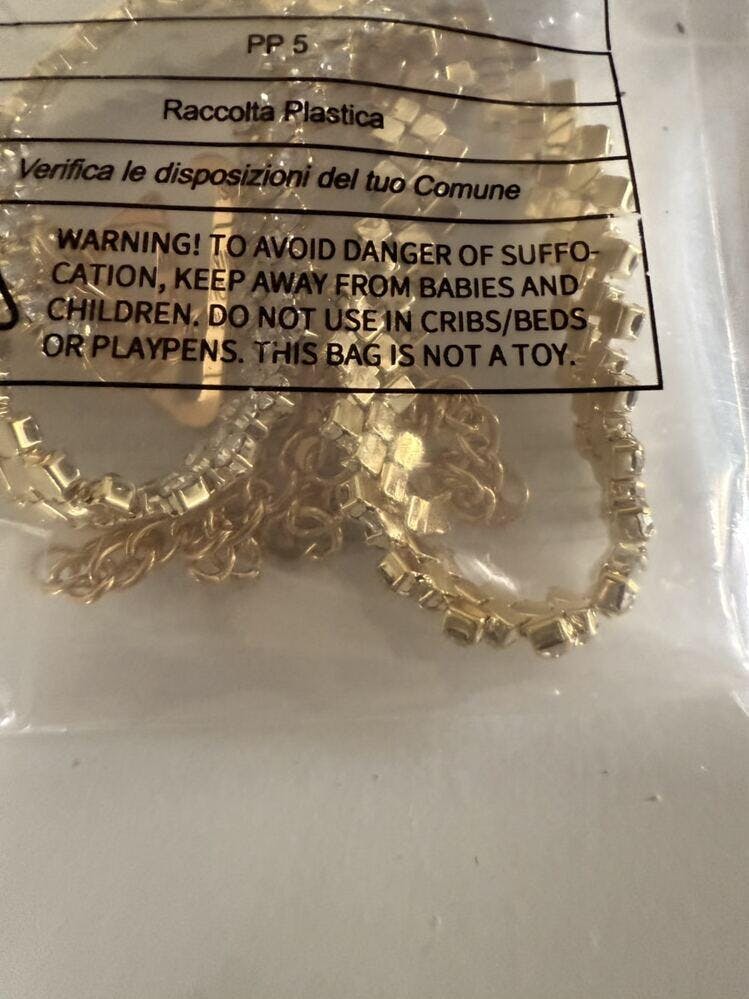 PP 5
Raccolta Plastica
Verifica le disposizioni del tuo Comune
WARNING! TO AVOID DANGER OF SUFFO-
CATION, KEEP AWAY FROM BABIES AND
CHILDREN. DO NOT USE IN CRIBS/BEDS
OR PLAYPENS. THIS BAG IS NOT A TOY.